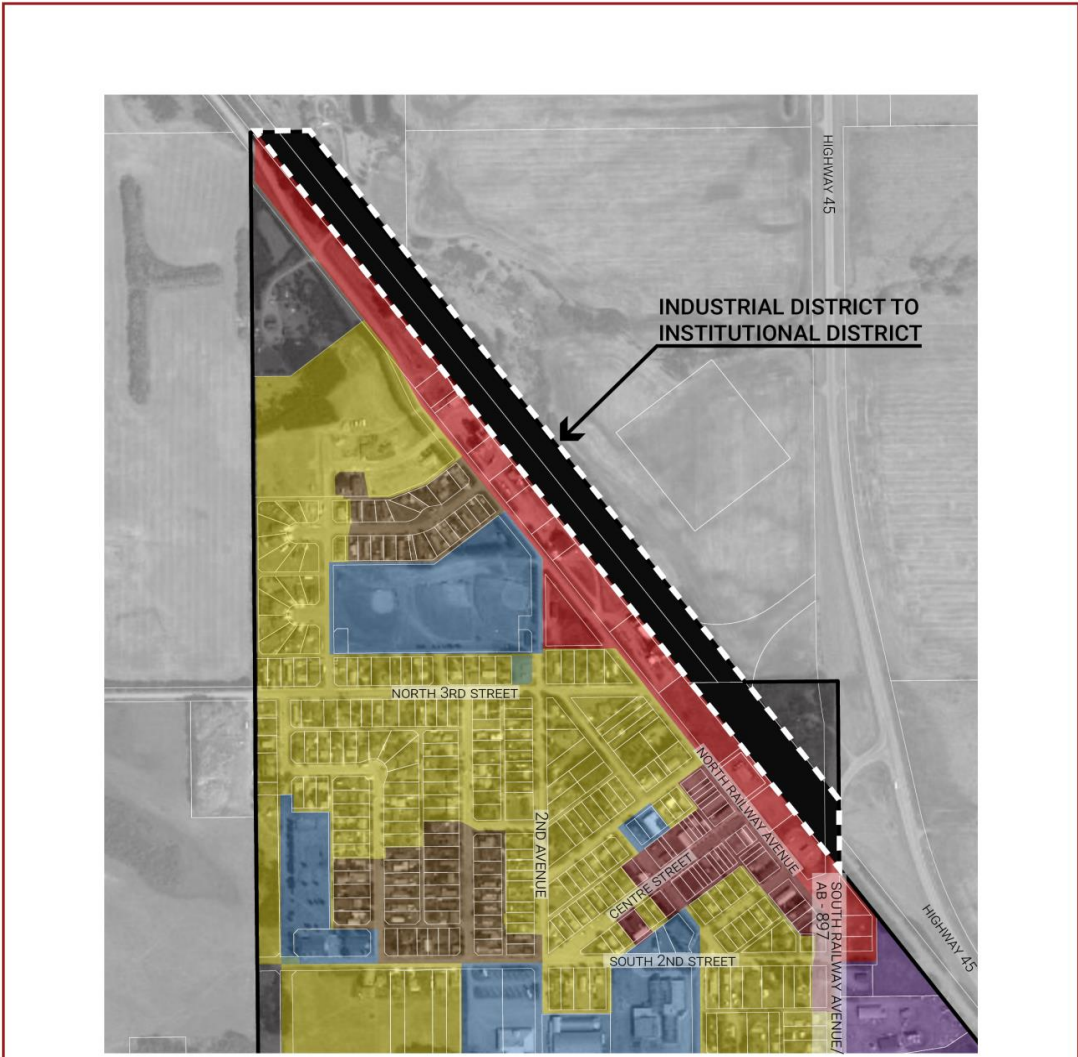 HIGHWAY 45
INDUSTRIAL DISTRICT TO
INSTITUTIONAL DISTRICT
NORTH 3RD STREET
NORTH RAILWAY AVENUE
2ND AVENUE
CENTRE STREET
SOUTH RAILWAY AVENUE/
AB - 897
HIGHWAY 45
SOUTH 2ND STREET